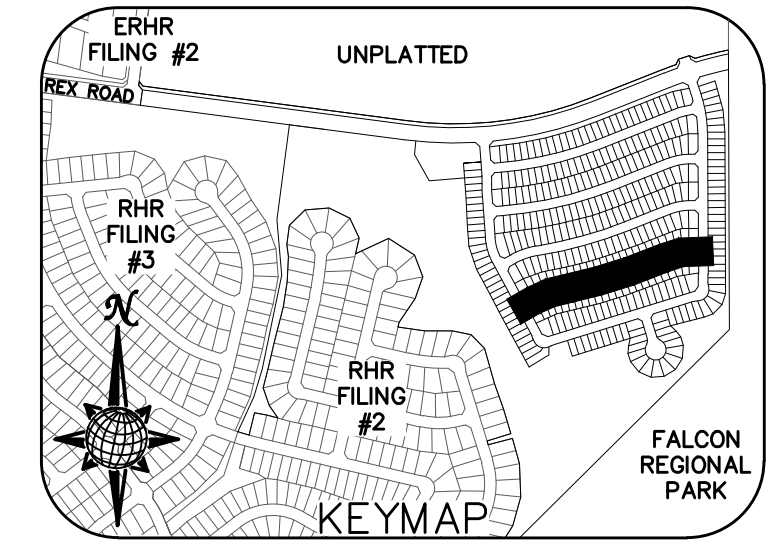 ERHR
FILING #2
UNPLATTED
REX ROAD
RHR
FILING
#3
N
RHR
FILING
#2
FALCON
REGIONAL
PARK
KEYMAP